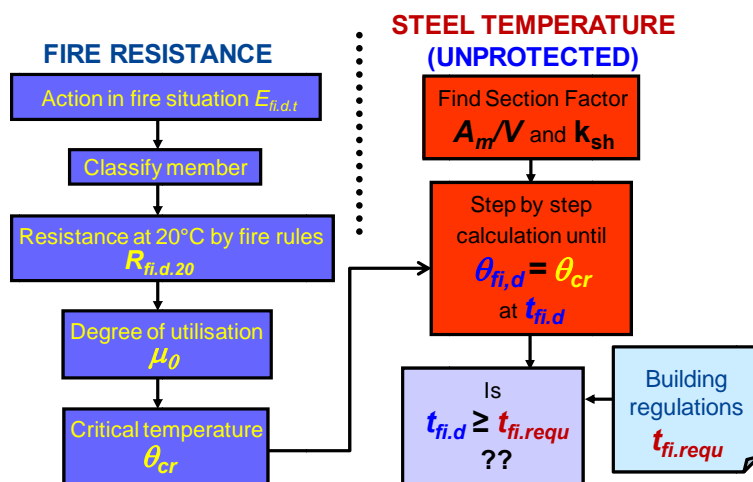 FIRE RESISTANCE
Action in fire situation E_fi.d.t
Classify member
Resistance at 20°C by fire rules
R_fi.d.20
Degree of utilisation
μ_0
Critical temperature
θ_cr
STEEL TEMPERATURE
(UNPROTECTED)
Find Section Factor
A_m/V and k_sh
Step by step
calculation until
θ_fi,d = θ_cr
at t_fi.d
Is
t_fi.d ≥ t_fi.requ
??
Building
regulations
t_fi.requ